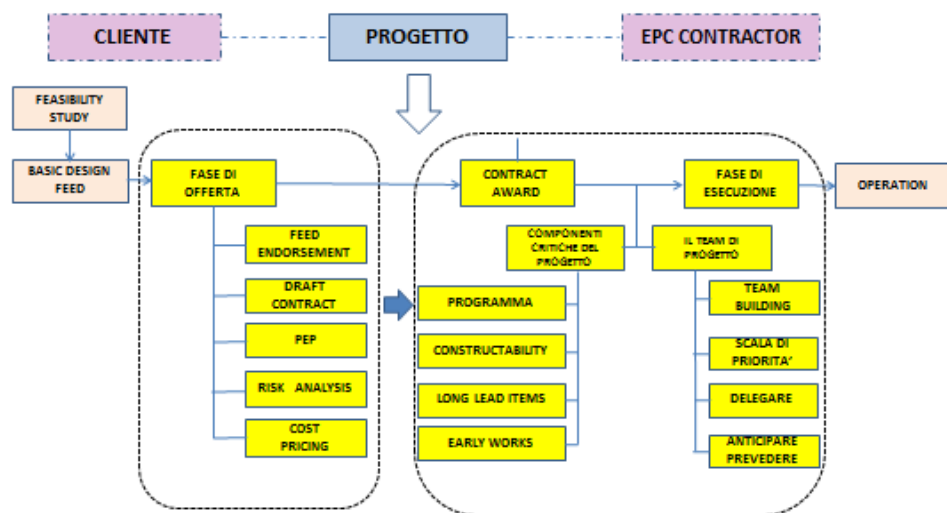 CLIENTE
PROGETTO
EPC CONTRACTOR
FEASIBILITY
STUDY
BASIC DESIGN
FEED
FASE DI
OFFERTA
CONTRACT
AWARD
FASE DI
ESECUZIONE
OPERATION
FEED
ENDORSEMENT
DRAFT
CONTRACT
PEP
RISK ANALYSIS
COST
PRICING
COMPONENTI
CRITICHE DEL
PROGETTO
IL TEAM DI
PROGETTO
PROGRAMMA
CONSTRUCTABILITY
LONG LEAD ITEMS
EARLY WORKS
TEAM
BUILDING
SCALA DI
PRIORITA’
DELEGARE
ANTICIPARE
PREVEDERE